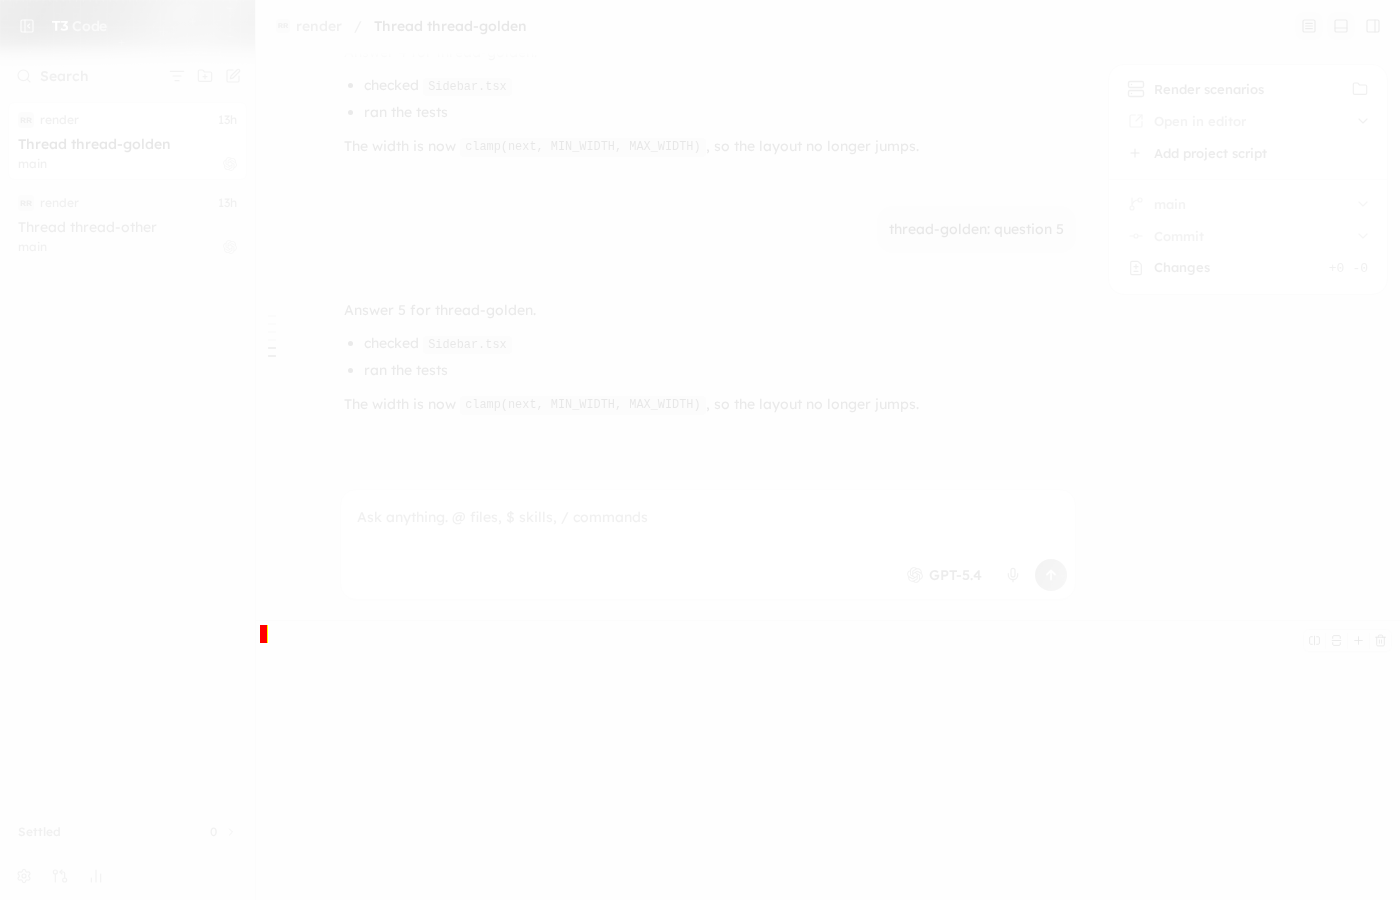 T3 Code
render / Thread thread-golden
Search
render 13h
Thread thread-golden
main
render 13h
Thread thread-other
main
checked Sidebar.tsx
ran the tests
The width is now clamp(next, MIN_WIDTH, MAX_WIDTH), so the layout no longer jumps.
thread-golden: question 5
Answer 5 for thread-golden.
checked Sidebar.tsx
ran the tests
The width is now clamp(next, MIN_WIDTH, MAX_WIDTH), so the layout no longer jumps.
Ask anything. @ files, $ skills, / commands
GPT-5.4
Render scenarios
Open in editor
Add project script
main
Commit
Changes +0 -0
Settled 0